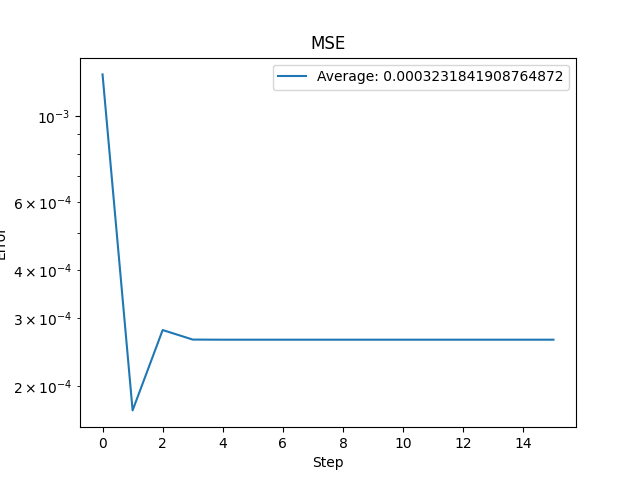 MSE
Average: 0.0003231841908764872
10⁻³
6 × 10⁻⁴
4 × 10⁻⁴
3 × 10⁻⁴
2 × 10⁻⁴
Error
0 2 4 6 8 10 12 14
Step